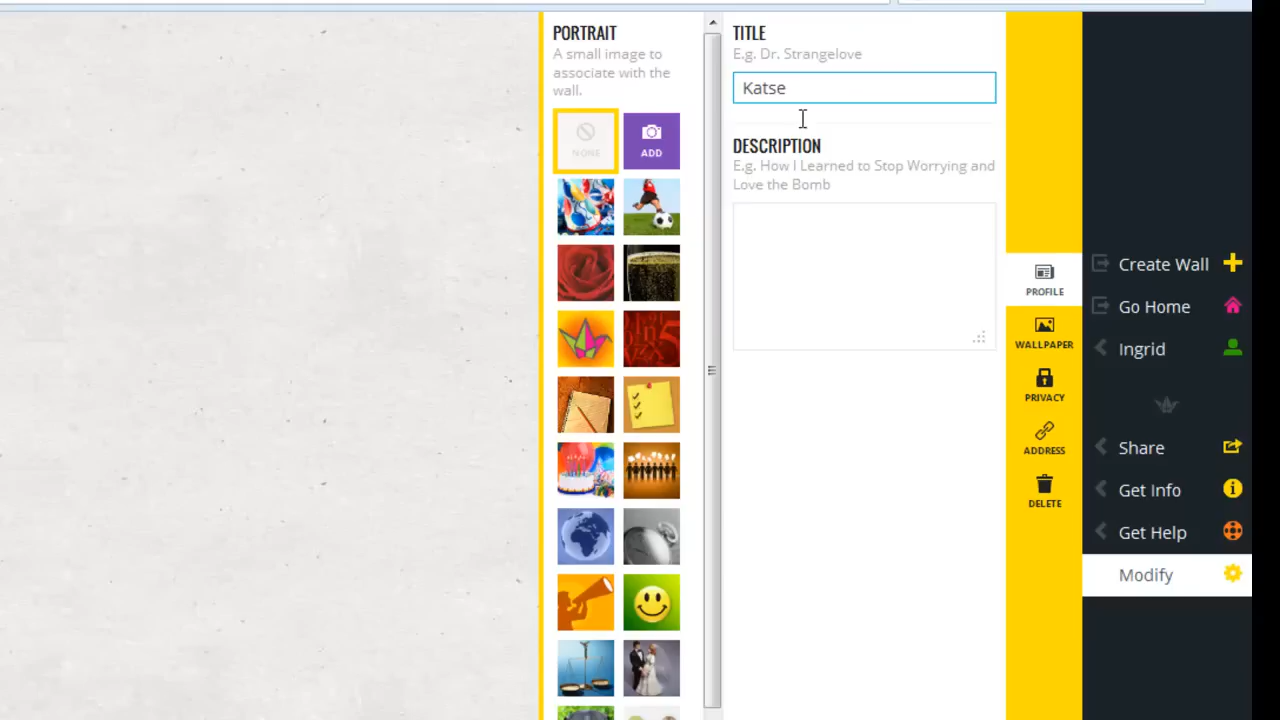 PORTRAIT
A small image to
associate with the
wall.
NONE
ADD
TITLE
E.g. Dr. Strangelove
Katse
DESCRIPTION
E.g. How I Learned to Stop Worrying and
Love the Bomb
PROFILE
WALLPAPER
PRIVACY
ADDRESS
DELETE
Create Wall
Go Home
Ingrid
Share
Get Info
Get Help
Modify